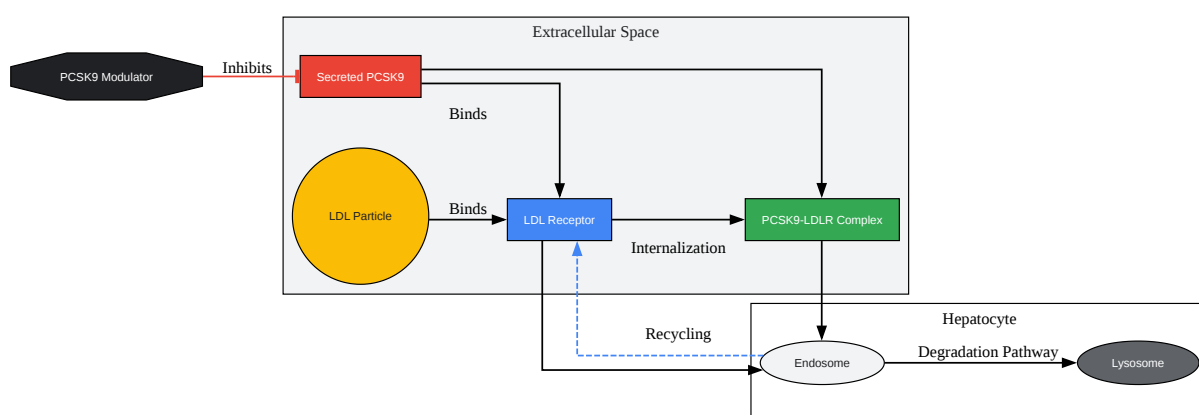 Extracellular Space
PCSK9 Modulator
Inhibits
Secreted PCSK9
Binds
LDL Particle
Binds
LDL Receptor
PCSK9-LDLR Complex
Internalization
Hepatocyte
Recycling
Endosome
Degradation Pathway
Lysosome